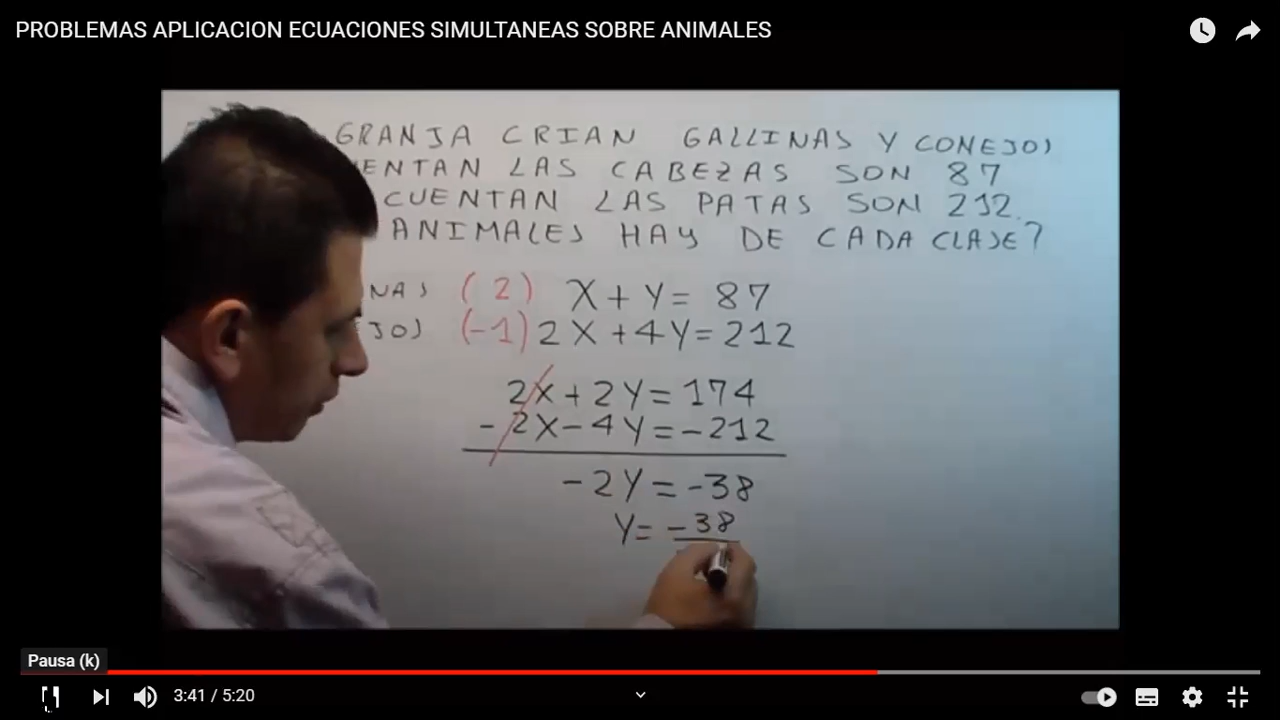 PROBLEMAS APLICACION ECUACIONES SIMULTANEAS SOBRE ANIMALES
GRANJA CRIAN GALLINAS Y CONEJOS
ENTAN LAS CABEZAS SON 87
CUENTAN LAS PATAS SON 212.
ANIMALES HAY DE CADA CLASE?
NAS (2) X+Y=87
JOS (-1) 2X+4Y=212
2X+2Y=174
-2X-4Y=-212
-2Y=-38
Y=-38
Pausa (k)
3:41 / 5:20